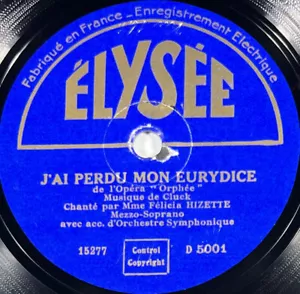 Fabriqué en France - Enregistrement Electrique
ÉLYSÉE
J'AI PERDU MON EURYDICE
de l'Opéra "Orphée"
Musique de Gluck
Chanté par Mme Félicia HIZETTE
Mezzo-Soprano
avec acc. d'Orchestre Symphonique
15277 Control Copyright D 5001